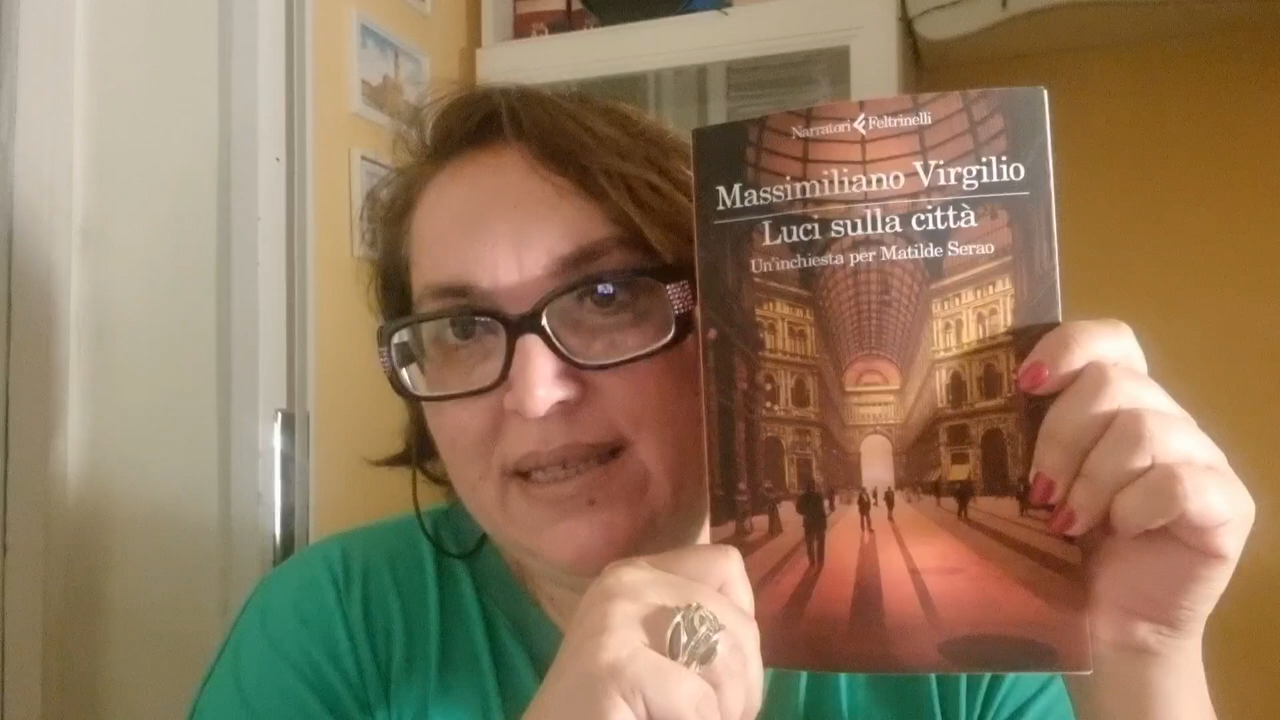 Narratori Feltrinelli
Massimiliano Virgilio
Luci sulla città
Un'inchiesta per Matilde Serao